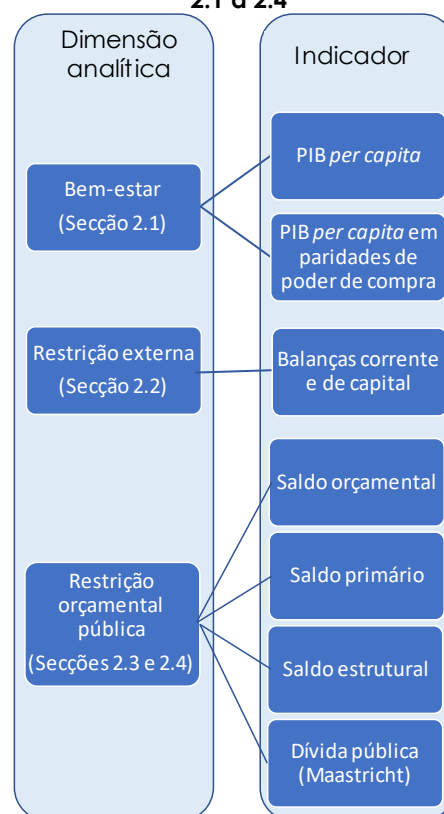 2.1 a 2.4
Dimensão
analítica
Indicador
Bem-estar
(Secção 2.1)
PIB per capita
PIB per capita em
paridades de
poder de compra
Restrição externa
(Secção 2.2)
Balanças corrente
e de capital
Restrição
orçamental
pública
(Secções 2.3 e 2.4)
Saldo orçamental
Saldo primário
Saldo estrutural
Dívida pública
(Maastricht)